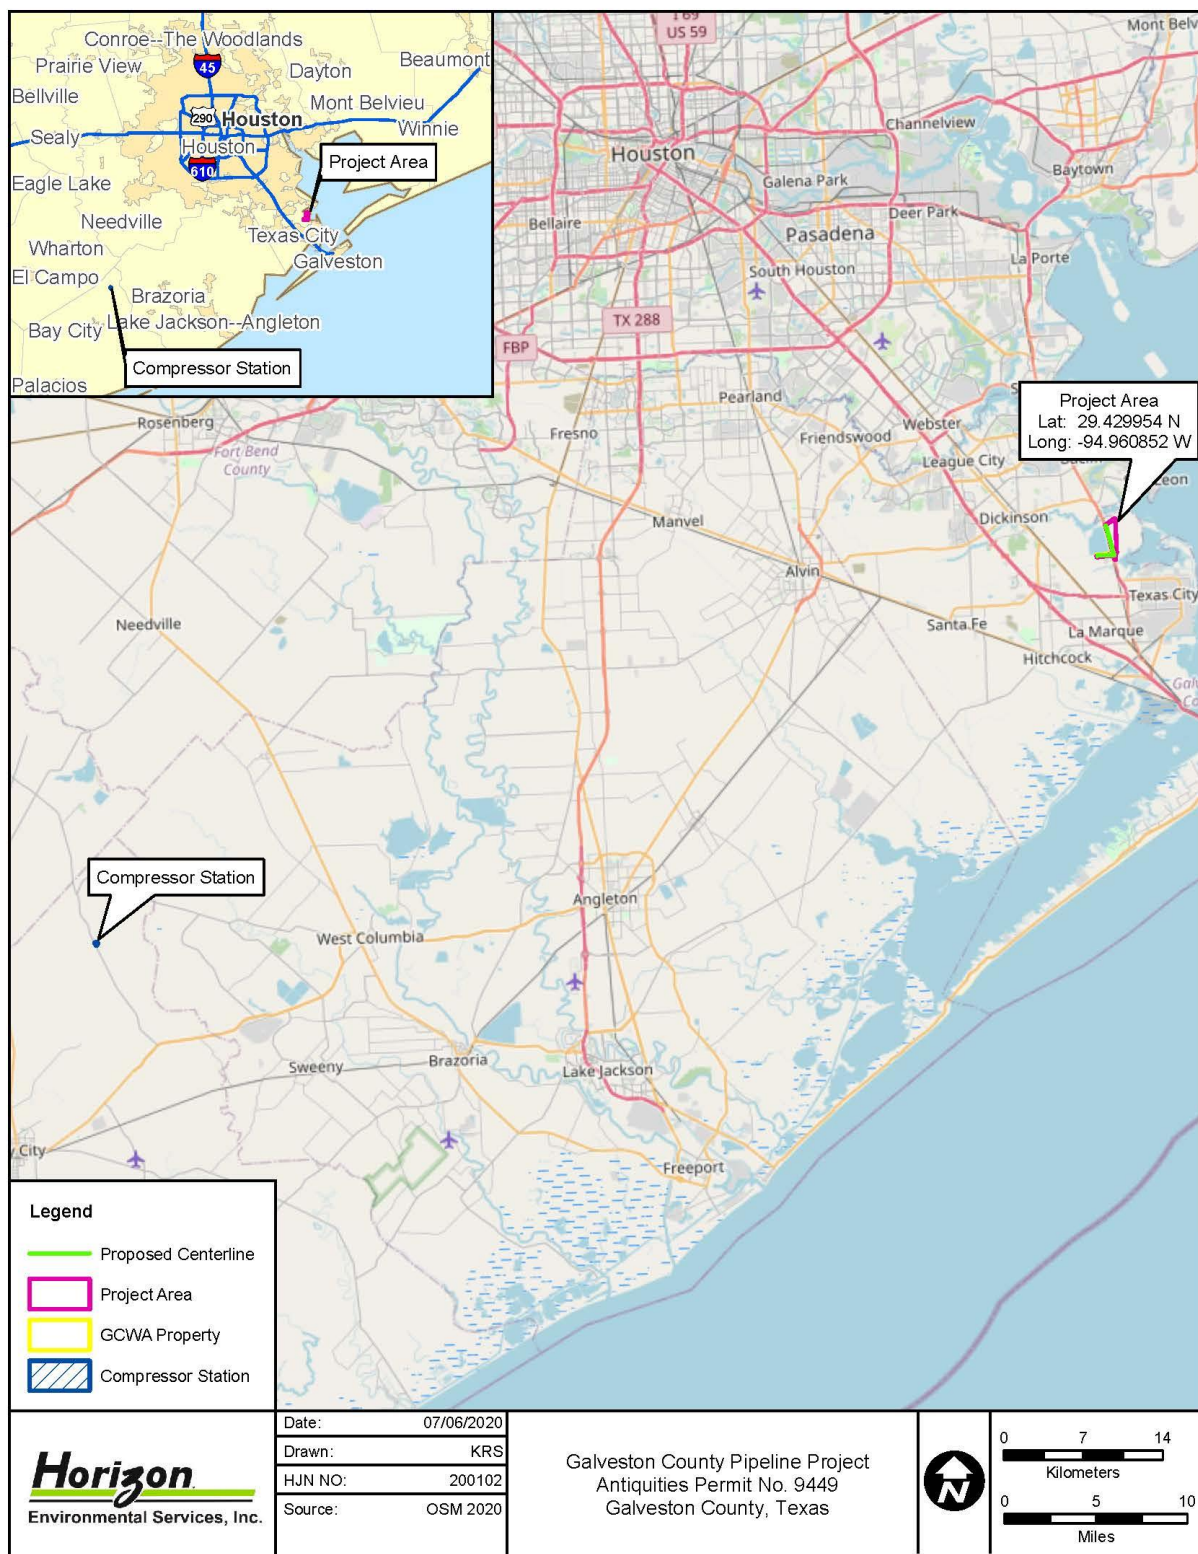 Conroe--The Woodlands
Prairie View
45
Dayton
Beaumont
Bellville
Mont Belvieu
290
Houston
Winnie
Sealy
Houston
610
Project Area
Eagle Lake
Needville
Texas City
Wharton
Galveston
El Campo
Brazoria
Bay City
Lake Jackson--Angleton
Compressor Station
Palacios
I 69
US 59
Mont Belv
Channelview
Houston
Baytown
Galena Park
Bellaire
Deer Park
Pasadena
La Porte
South Houston
TX 288
FBP
Pearland
Project Area
Lat: 29.429954 N
Long: -94.960852 W
Rosenberg
Fresno
Friendswood
Webster
Fort Bend
County
League City
eon
Manvel
Dickinson
Alvin
Texas City
Needville
Santa Fe
La Marque
Hitchcock
Galv
Co
Compressor Station
Angleton
West Columbia
Sweeny
Brazoria
Lake Jackson
y City
Freeport
Legend
Proposed Centerline
Project Area
GCWA Property
Compressor Station
Horizon
Environmental Services, Inc.
Date: 07/06/2020
Drawn: KRS
HJN NO: 200102
Source: OSM 2020
Galveston County Pipeline Project
Antiquities Permit No. 9449
Galveston County, Texas
N
0 7 14
Kilometers
0 5 10
Miles